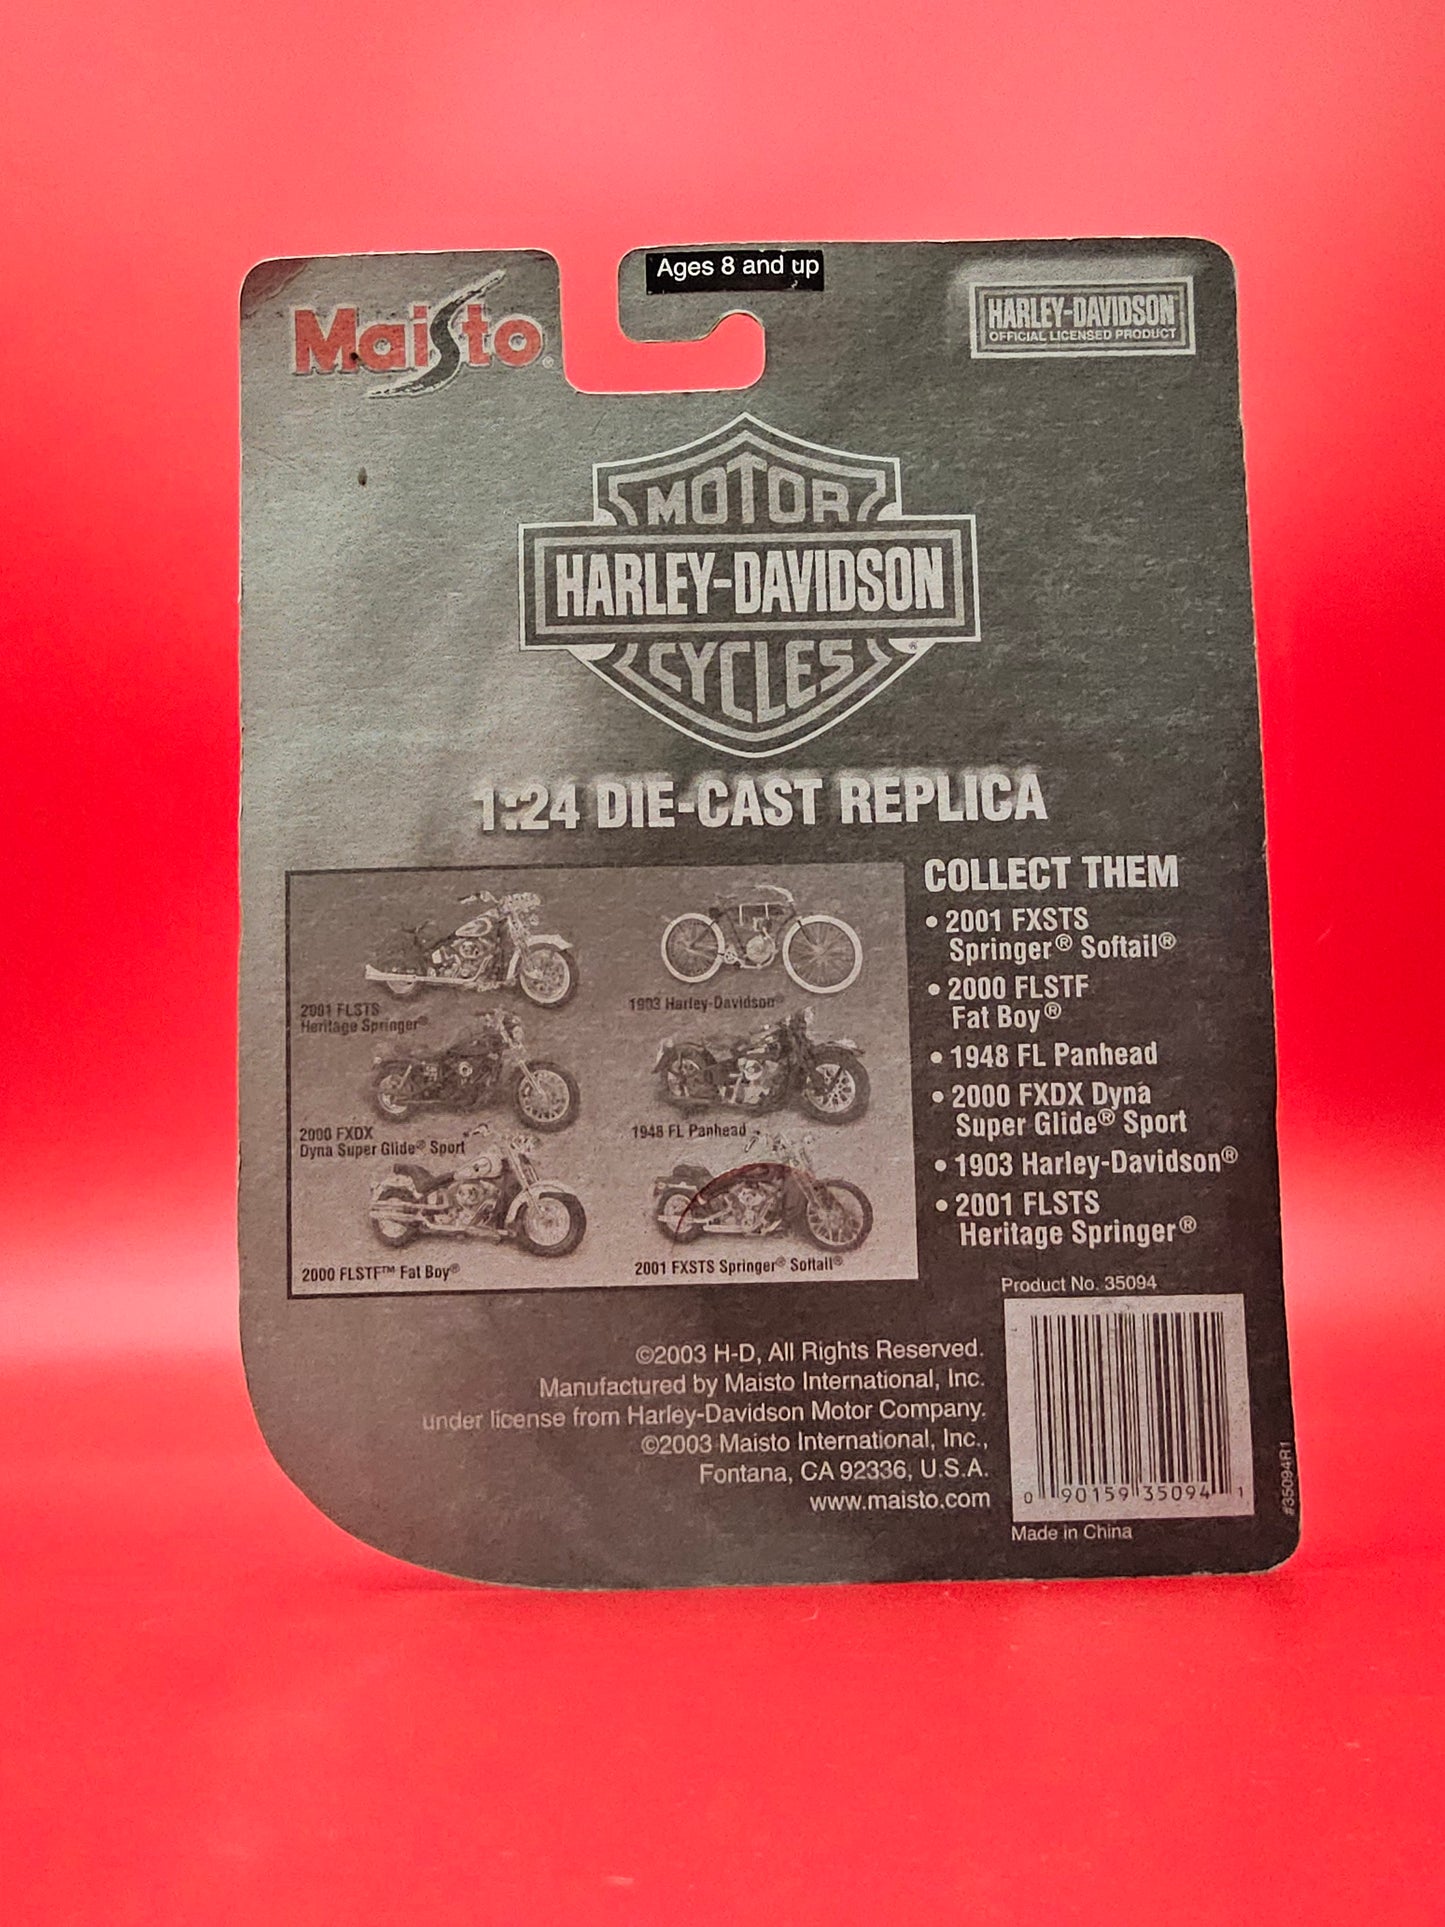 Maisto®
Ages 8 and up
HARLEY-DAVIDSON
OFFICIAL LICENSED PRODUCT
MOTOR
HARLEY-DAVIDSON
CYCLES
®
1:24 DIE-CAST REPLICA
2001 FLSTS
Heritage Springer®
1903 Harley-Davidson®
2000 FXDX
Dyna Super Glide® Sport
1948 FL Panhead
2000 FLSTF™ Fat Boy®
2001 FXSTS Springer® Softail®
COLLECT THEM
• 2001 FXSTS
Springer® Softail®
• 2000 FLSTF
Fat Boy®
• 1948 FL Panhead
• 2000 FXDX Dyna
Super Glide® Sport
• 1903 Harley-Davidson®
• 2001 FLSTS
Heritage Springer®
Product No. 35094
©2003 H-D, All Rights Reserved.
Manufactured by Maisto International, Inc.
under license from Harley-Davidson Motor Company.
©2003 Maisto International, Inc.,
Fontana, CA 92336, U.S.A.
www.maisto.com
0 90159 35094 1
Made in China
#35094R1